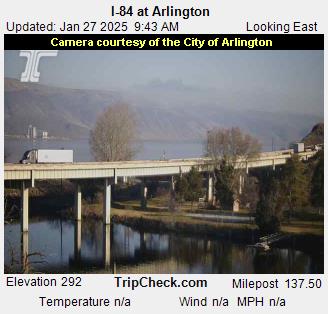 I-84 at Arlington
Updated: Jan 27 2025 9:43 AM Looking East
Camera courtesy of the City of Arlington
Elevation 292 TripCheck.com Milepost 137.50
Temperature n/a Wind n/a MPH n/a